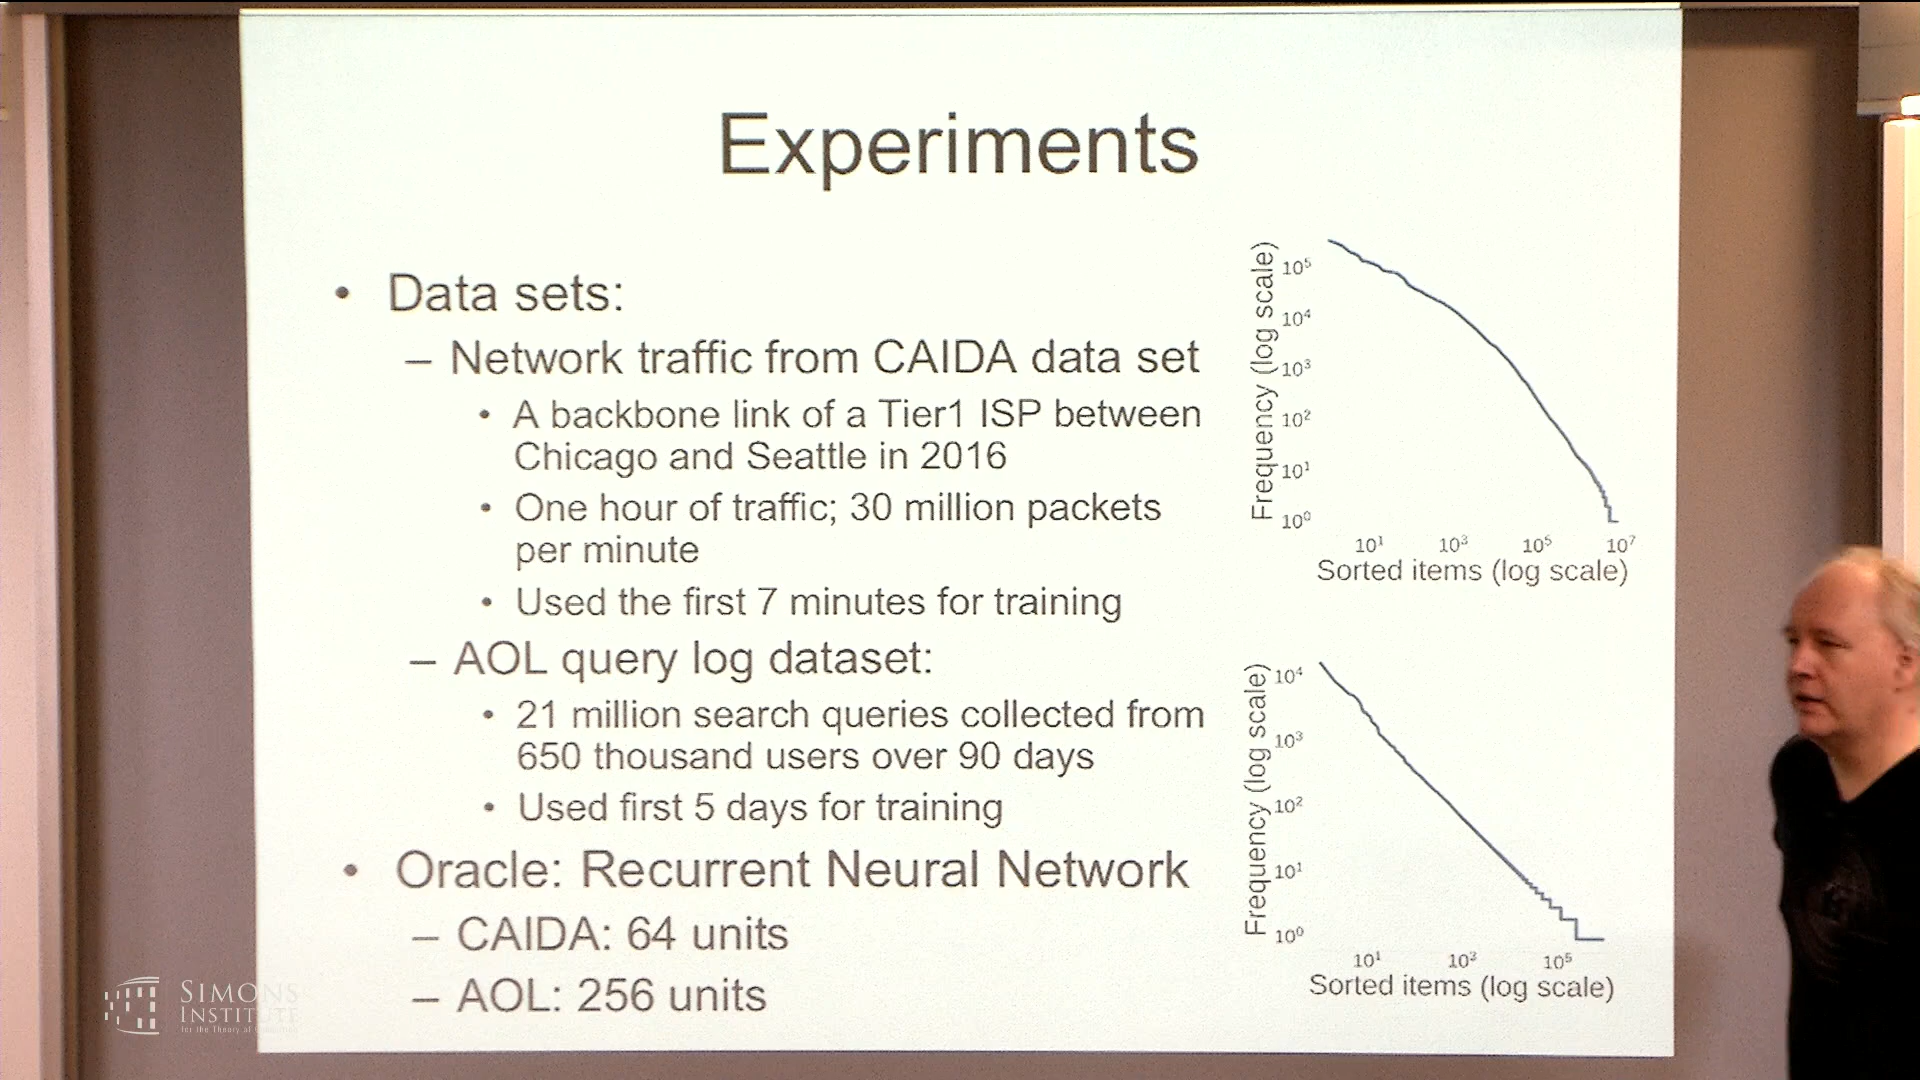 Experiments
• Data sets:
– Network traffic from CAIDA data set
• A backbone link of a Tier1 ISP between
Chicago and Seattle in 2016
• One hour of traffic; 30 million packets
per minute
• Used the first 7 minutes for training
– AOL query log dataset:
• 21 million search queries collected from
650 thousand users over 90 days
• Used first 5 days for training
• Oracle: Recurrent Neural Network
– CAIDA: 64 units
– AOL: 256 units
Frequency (log scale)
10⁵
10⁴
10³
10²
10¹
10⁰
10¹ 10³ 10⁵ 10⁷
Sorted items (log scale)
Frequency (log scale)
10⁴
10³
10²
10¹
10⁰
10¹ 10³ 10⁵
Sorted items (log scale)
SIMONS
INSTITUTE
for the Theory of